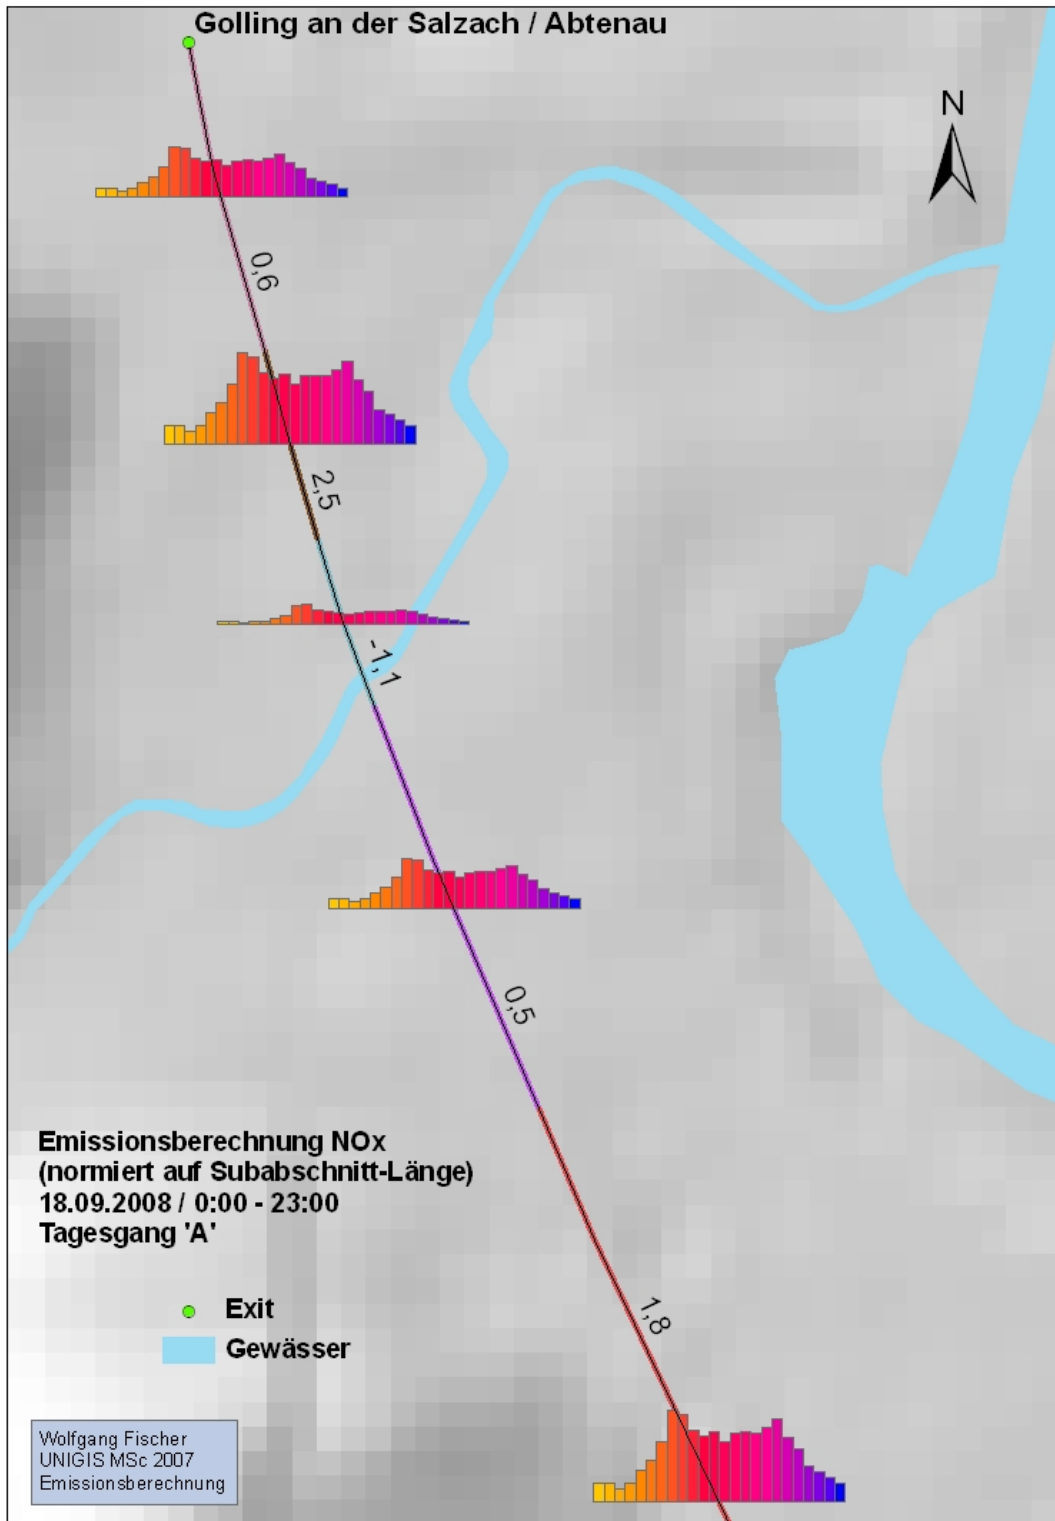 Golling an der Salzach / Abtenau
N
0,6
2,5
-1,1
0,5
Emissionsberechnung NOx
(normiert auf Subabschnitt-Länge)
18.09.2008 / 0:00 - 23:00
Tagesgang 'A'
1,8
Exit
Gewässer
Wolfgang Fischer
UNIGIS MSc 2007
Emissionsberechnung